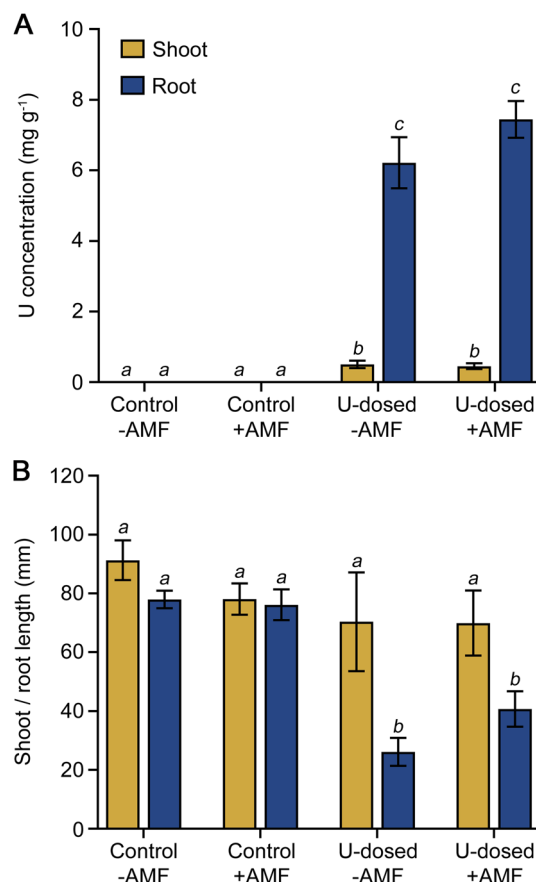 A
10
8
6
4
2
0
U concentration (mg g⁻¹)
Shoot
Root
a a a a b c b c
Control -AMF
Control +AMF
U-dosed -AMF
U-dosed +AMF
B
120
100
80
60
40
20
0
Shoot / root length (mm)
a a a a a b a b
Control -AMF
Control +AMF
U-dosed -AMF
U-dosed +AMF